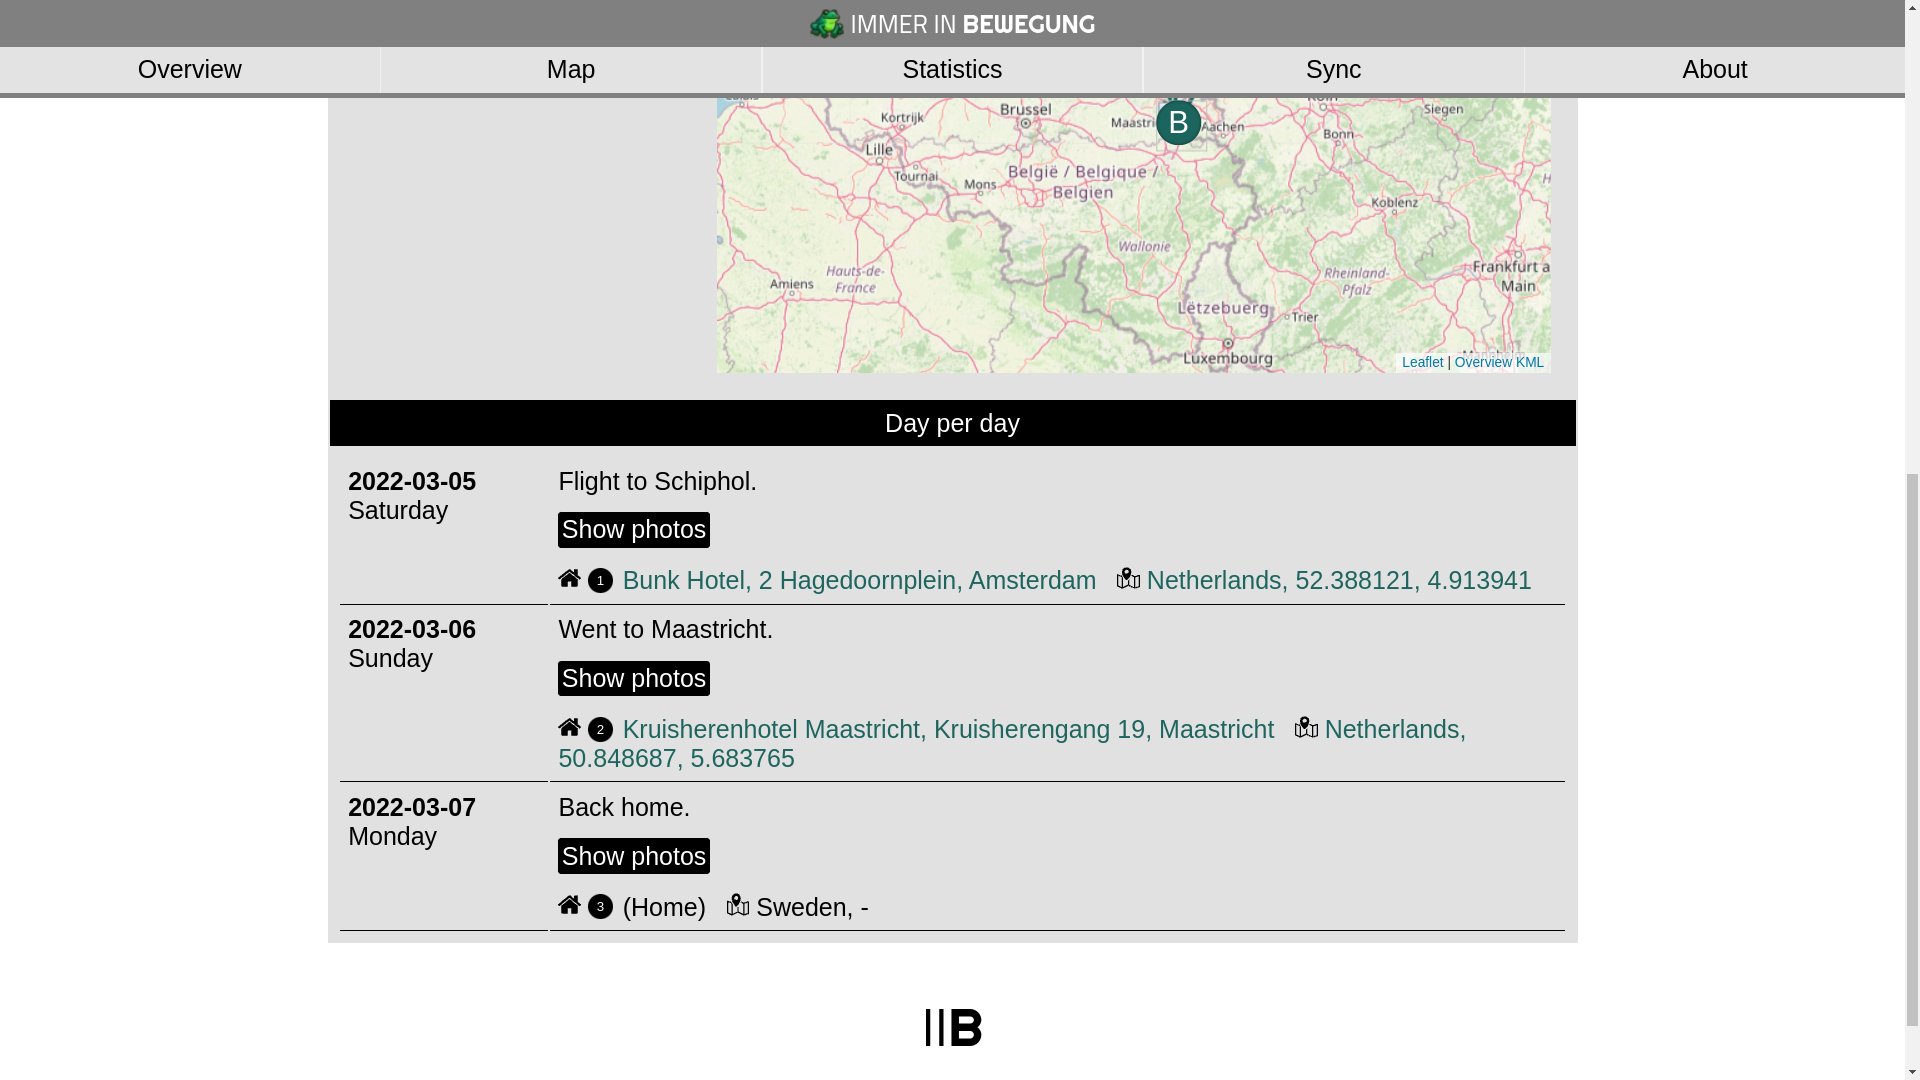 IMMER IN BEWEGUNG
Overview
Map
Statistics
Sync
About
Brussel
Siegen
Kortrijk
Maastri
B
Aachen
Bonn
Lille
België / Belgique /
Belgien
Tournai
Mons
Koblenz
Wallonie
Hauts-de-
France
Amiens
Rheinland-
Pfalz
Frankfurt a
Main
Lëtzebuerg
Trier
Luxembourg
Leaflet | Overview KML
Day per day
2022-03-05
Saturday
Flight to Schiphol.
Show photos
1 Bunk Hotel, 2 Hagedoornplein, Amsterdam Netherlands, 52.388121, 4.913941
2022-03-06
Sunday
Went to Maastricht.
Show photos
2 Kruisherenhotel Maastricht, Kruisherengang 19, Maastricht Netherlands,
50.848687, 5.683765
2022-03-07
Monday
Back home.
Show photos
3 (Home) Sweden, -
IIB